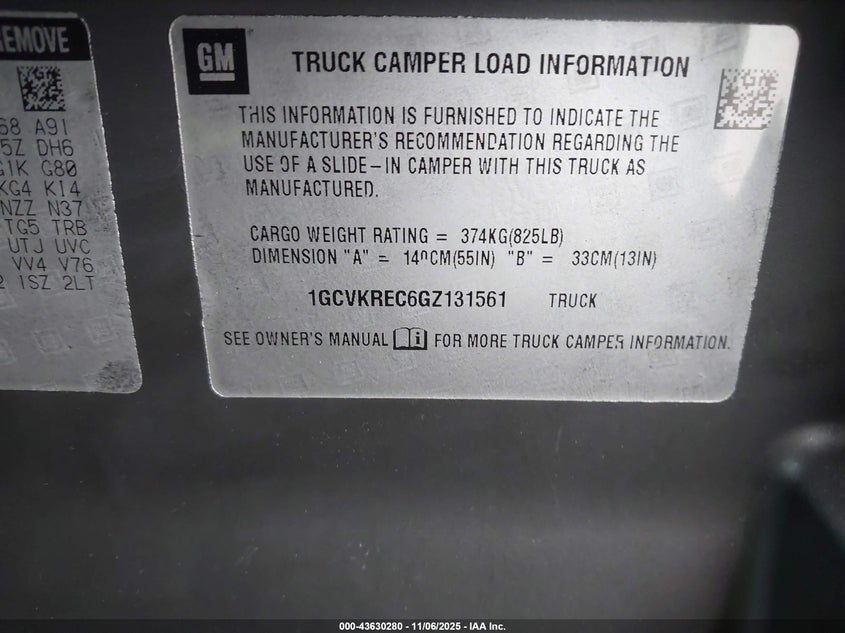 REMOVE
68 A91
5Z DH6
G1K G80
KG4 K14
NZZ N37
TG5 TRB
UTJ UVC
VV4 V76
2 1SZ 2LT
GM
TRUCK CAMPER LOAD INFORMATION
THIS INFORMATION IS FURNISHED TO INDICATE THE
MANUFACTURER'S RECOMMENDATION REGARDING THE
USE OF A SLIDE-IN CAMPER WITH THIS TRUCK AS
MANUFACTURED.
CARGO WEIGHT RATING = 374KG(825LB)
DIMENSION "A" = 140CM(55IN) "B" = 33CM(13IN)
1GCVKREC6GZ131561 TRUCK
SEE OWNER'S MANUAL i FOR MORE TRUCK CAMPER INFORMATION.
000-43630280 - 11/06/2025 - IAA Inc.